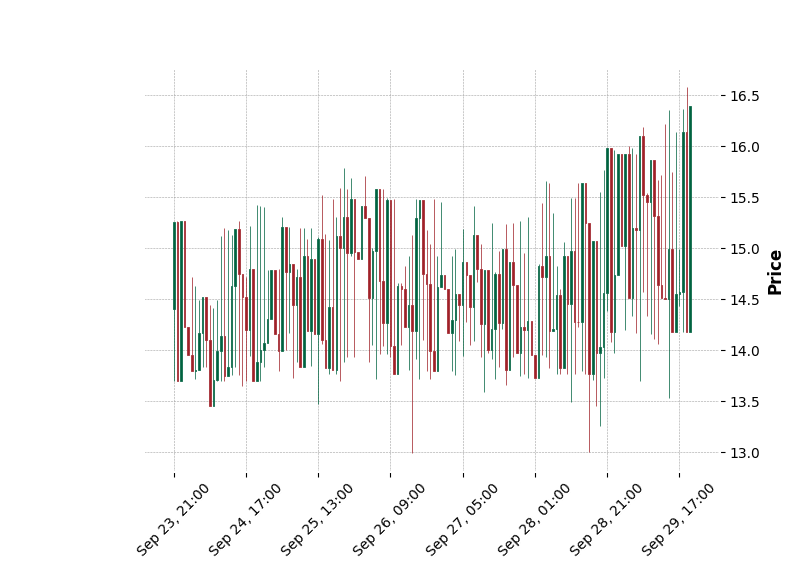 16.5
16.0
15.5
15.0
14.5
14.0
13.5
13.0
Price
Sep 23, 21:00
Sep 24, 17:00
Sep 25, 13:00
Sep 26, 09:00
Sep 27, 05:00
Sep 28, 01:00
Sep 28, 21:00
Sep 29, 17:00